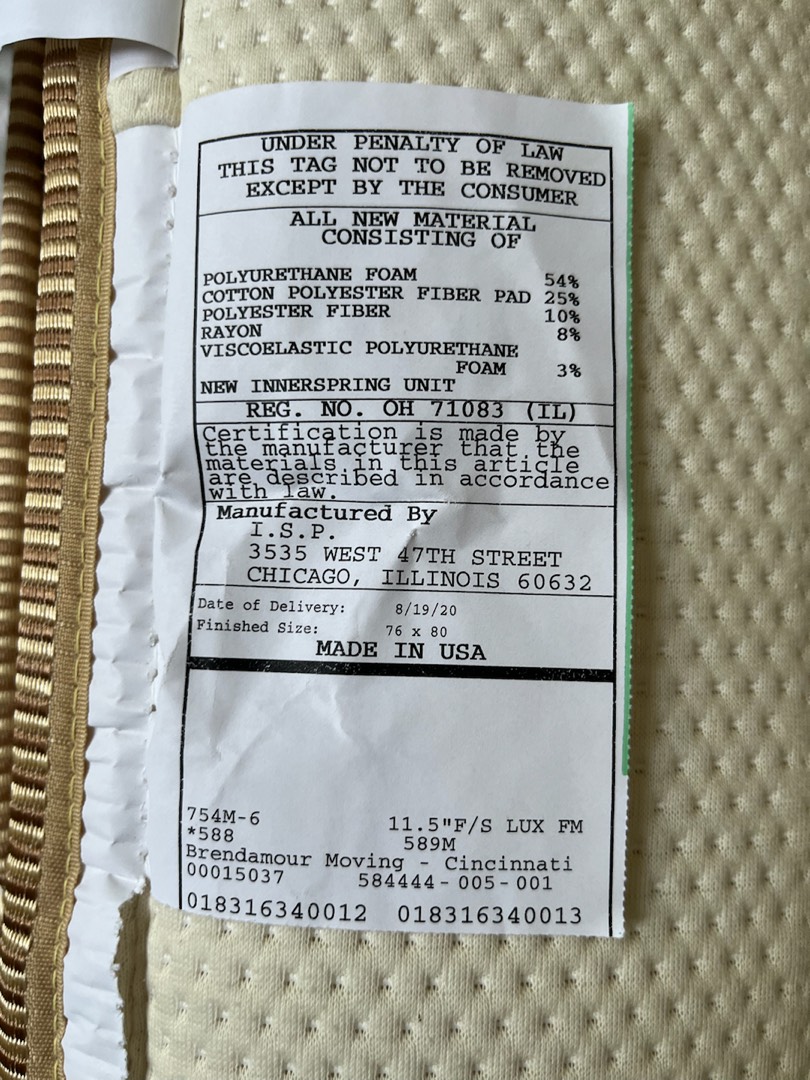 UNDER PENALTY OF LAW
THIS TAG NOT TO BE REMOVED
EXCEPT BY THE CONSUMER
ALL NEW MATERIAL
CONSISTING OF
POLYURETHANE FOAM 54%
COTTON POLYESTER FIBER PAD 25%
POLYESTER FIBER 10%
RAYON 8%
VISCOELASTIC POLYURETHANE
FOAM 3%
NEW INNERSPRING UNIT
REG. NO. OH 71083 (IL)
Certification is made by
the manufacturer that the
materials in this article
are described in accordance
with law.
Manufactured By
I.S.P.
3535 WEST 47TH STREET
CHICAGO, ILLINOIS 60632
Date of Delivery: 8/19/20
Finished Size: 76 x 80
MADE IN USA
754M-6 11.5"F/S LUX FM
*588 589M
Brendamour Moving - Cincinnati
00015037 584444-005-001
018316340012 018316340013